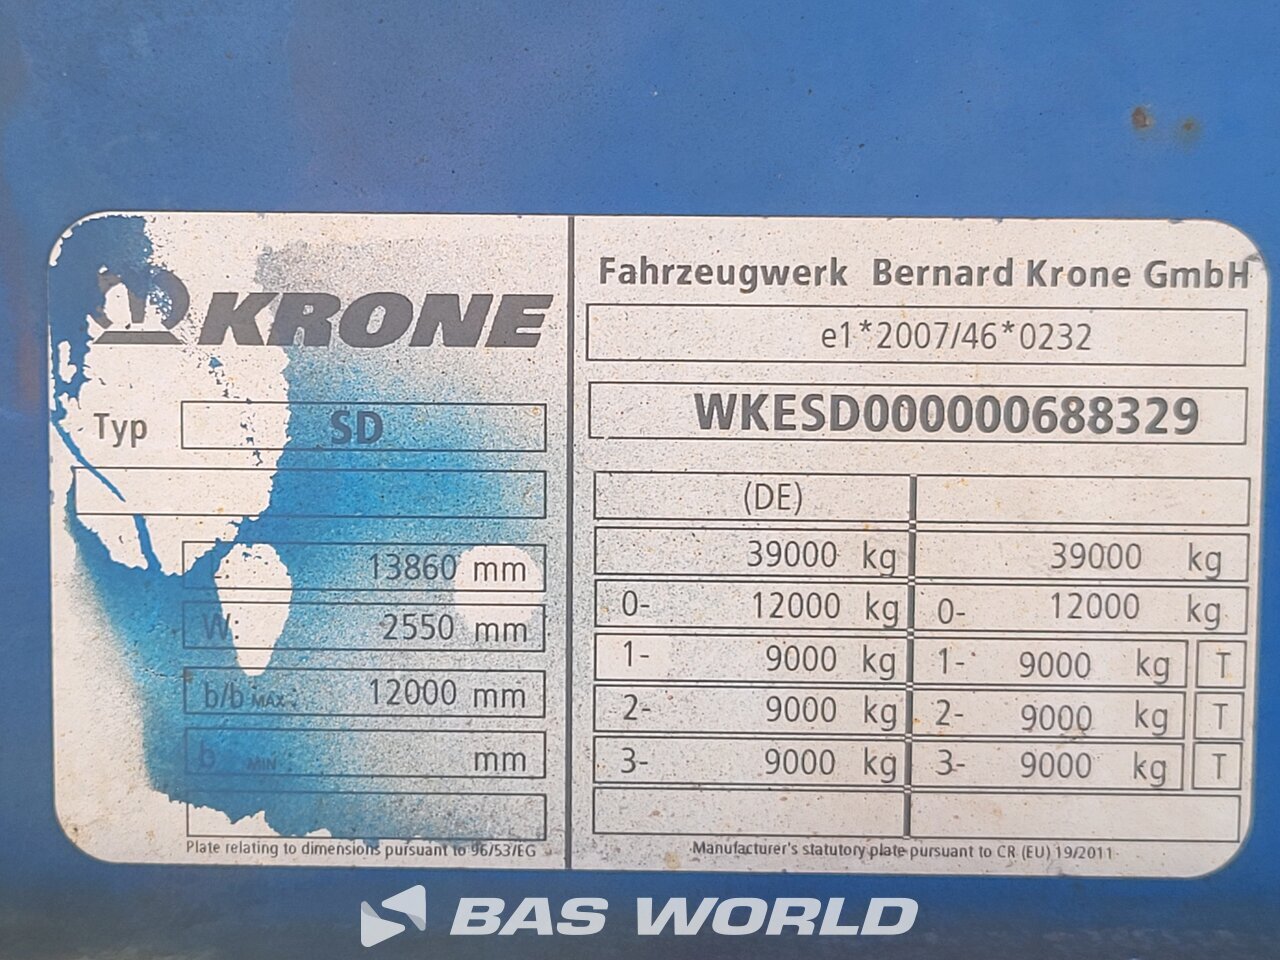 KRONE
Typ SD
13860 mm
W: 2550 mm
b/b MAX: 12000 mm
b MIN mm
Plate relating to dimensions pursuant to 96/53/EG
Fahrzeugwerk Bernard Krone GmbH
e1*2007/46*0232
WKESD000000688329
(DE)
39000 kg 39000 kg
0- 12000 kg 0- 12000 kg
1- 9000 kg 1- 9000 kg T
2- 9000 kg 2- 9000 kg T
3- 9000 kg 3- 9000 kg T
Manufacturer's statutory plate pursuant to CR (EU) 19/2011
BAS WORLD